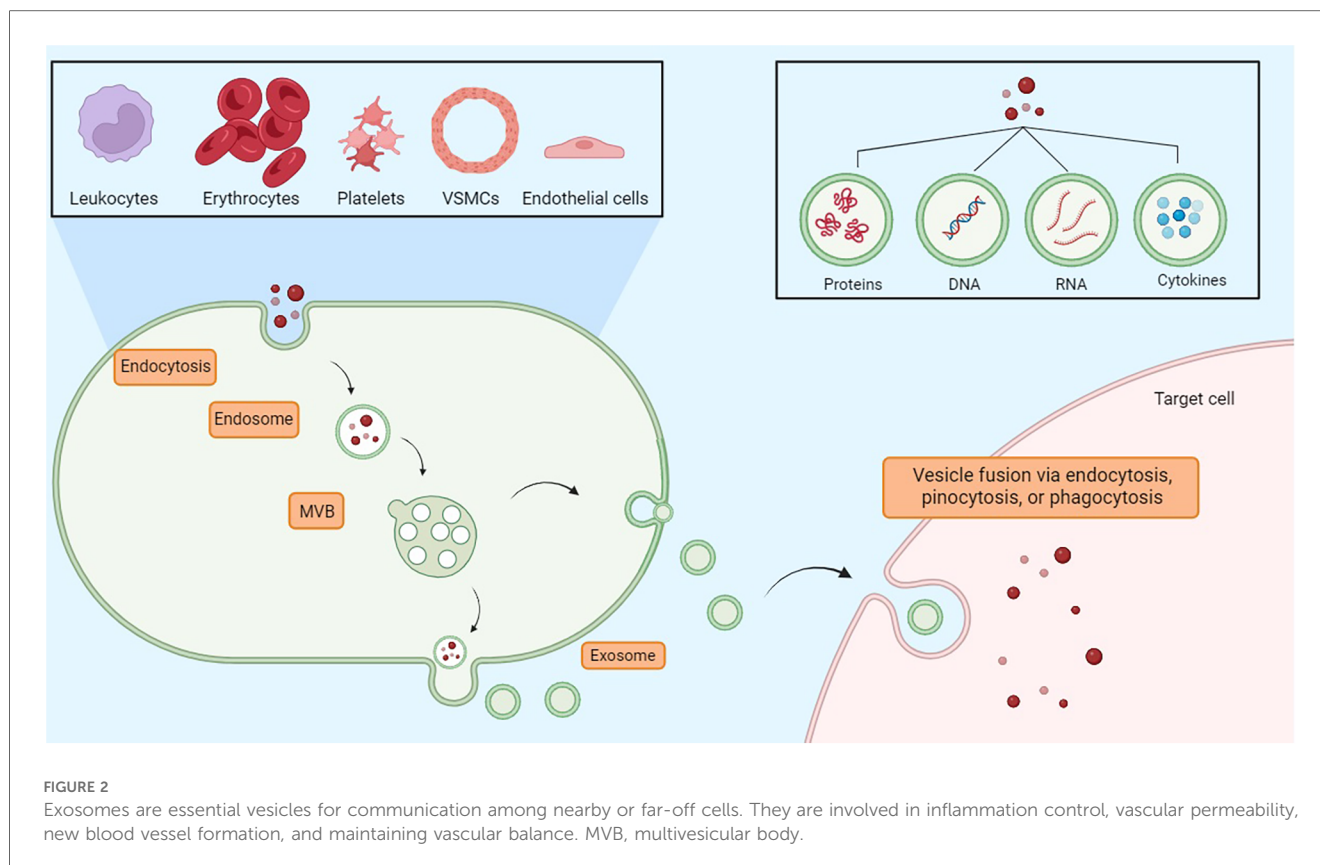 Leukocytes
Erythrocytes
Platelets
VSMCs
Endothelial cells
Proteins
DNA
RNA
Cytokines
Endocytosis
Endosome
MVB
Exosome
Target cell
Vesicle fusion via endocytosis,
pinocytosis, or phagocytosis
FIGURE 2
Exosomes are essential vesicles for communication among nearby or far-off cells. They are involved in inflammation control, vascular permeability,
new blood vessel formation, and maintaining vascular balance. MVB, multivesicular body.